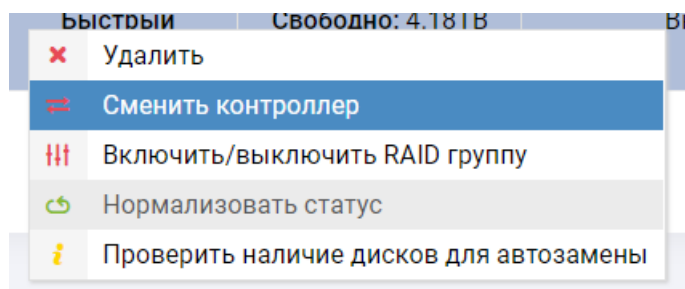 Быстрый Свободно: 4.18TB
Удалить
Сменить контроллер
Включить/выключить RAID группу
Нормализовать статус
Проверить наличие дисков для автозамены